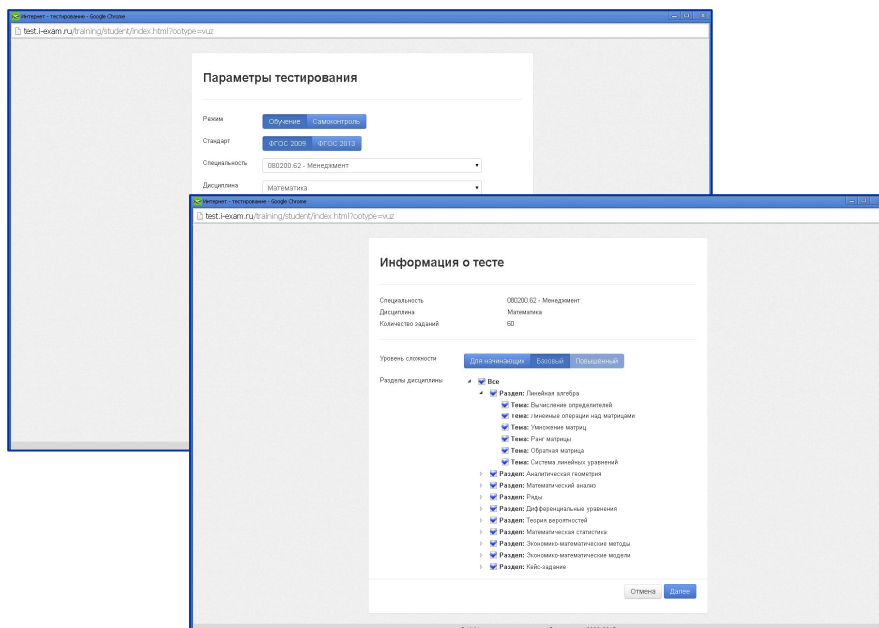 Интернет - тестирование - Google Chrome
test.i-exam.ru/training/student/index.html?ootype=vuz
Параметры тестирования
Режим Обучение Самоконтроль
Стандарт ФГОС 2009 ФГОС 2013
Специальность 080200.62 - Менеджмент
Дисциплина Математика
Интернет - тестирование - Google Chrome
test.i-exam.ru/training/student/index.html?ootype=vuz
Информация о тесте
Специальность 080200.62 - Менеджмент
Дисциплина Математика
Количество заданий 60
Уровень сложности Для начинающих Базовый Повышенный
Разделы дисциплины Все
Раздел: Линейная алгебра
Тема: Вычисление определителей
Тема: Линейные операции над матрицами
Тема: Умножение матриц
Тема: Ранг матрицы
Тема: Обратная матрица
Тема: Система линейных уравнений
Раздел: Аналитическая геометрия
Раздел: Математический анализ
Раздел: Ряды
Раздел: Дифференциальные уравнения
Раздел: Теория вероятностей
Раздел: Математическая статистика
Раздел: Экономико-математические методы
Раздел: Экономико-математические модели
Раздел: Кейс-задание
Отмена Далее